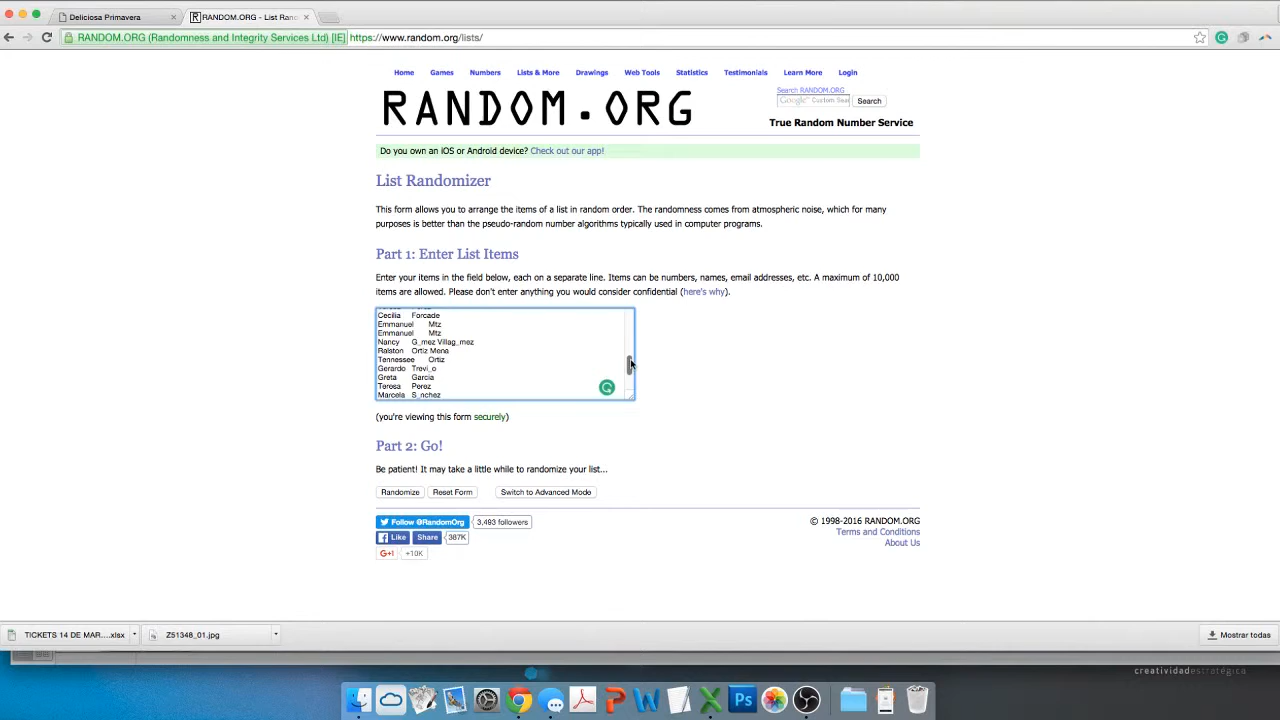 Deliciosa Primavera
RANDOM.ORG - List Ran
RANDOM.ORG (Randomness and Integrity Services Ltd) [IE] https://www.random.org/lists/
Home Games Numbers Lists & More Drawings Web Tools Statistics Testimonials Learn More Login
RANDOM.ORG
Search RANDOM.ORG
Google™ Custom Sea Search
True Random Number Service
Do you own an iOS or Android device? Check out our app!
List Randomizer
This form allows you to arrange the items of a list in random order. The randomness comes from atmospheric noise, which for many
purposes is better than the pseudo-random number algorithms typically used in computer programs.
Part 1: Enter List Items
Enter your items in the field below, each on a separate line. Items can be numbers, names, email addresses, etc. A maximum of 10,000
items are allowed. Please don't enter anything you would consider confidential (here's why).
Cecilia Forcade
Emmanuel Mtz
Emmanuel Mtz
Nancy G_mez Villag_mez
Ralston Ortiz Mena
Tennessee Ortiz
Gerardo Trevi_o
Greta Garcia
Teresa Perez
Marcela S_nchez
(you're viewing this form securely)
Part 2: Go!
Be patient! It may take a little while to randomize your list...
Randomize Reset Form Switch to Advanced Mode
Follow @RandomOrg 3,493 followers
Like Share 387K
G+1 +10K
© 1998-2016 RANDOM.ORG
Terms and Conditions
About Us
TICKETS 14 DE MAR....xlsx
Z51348_01.jpg
Mostrar todas
creatividadestratégica